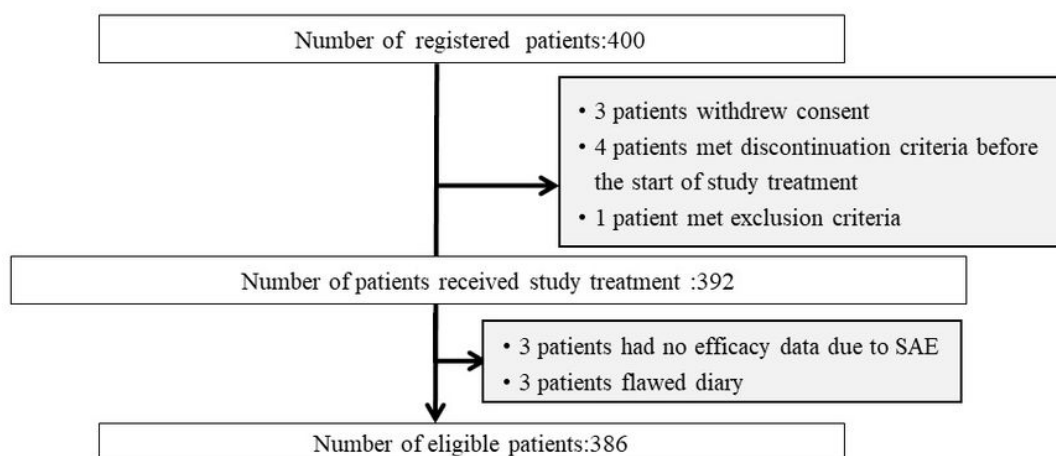 Number of registered patients:400
• 3 patients withdrew consent
• 4 patients met discontinuation criteria before
the start of study treatment
• 1 patient met exclusion criteria
Number of patients received study treatment :392
• 3 patients had no efficacy data due to SAE
• 3 patients flawed diary
Number of eligible patients:386